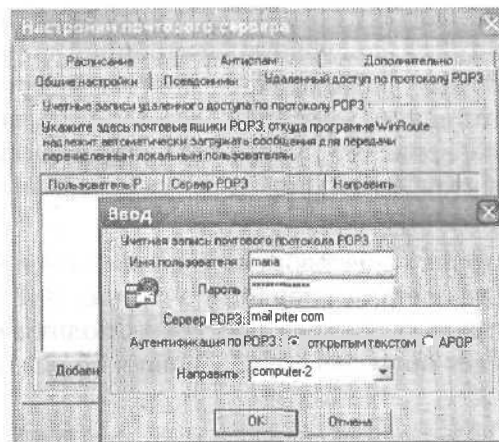 Настройки почтового сервера
Расписание Антиспам Дополнительно
Общие настройки Псевдонимы Удаленный доступ по протоколу POP3
Учетные записи удаленного доступа по протоколу POP3
Укажите здесь почтовые ящики POP3, откуда программе WinRoute
надлежит автоматически загружать сообщения для передачи
перечисленным локальным пользователям.
Пользователь P... Сервер POP3 Направить
Ввод
Учетная запись почтового протокола POP3
Имя пользователя: maria
Пароль: *************
Сервер POP3: mail.piter.com
Аутентификация по POP3: открытым текстом APOP
Направить: computer-2
Добави
OK Отмена